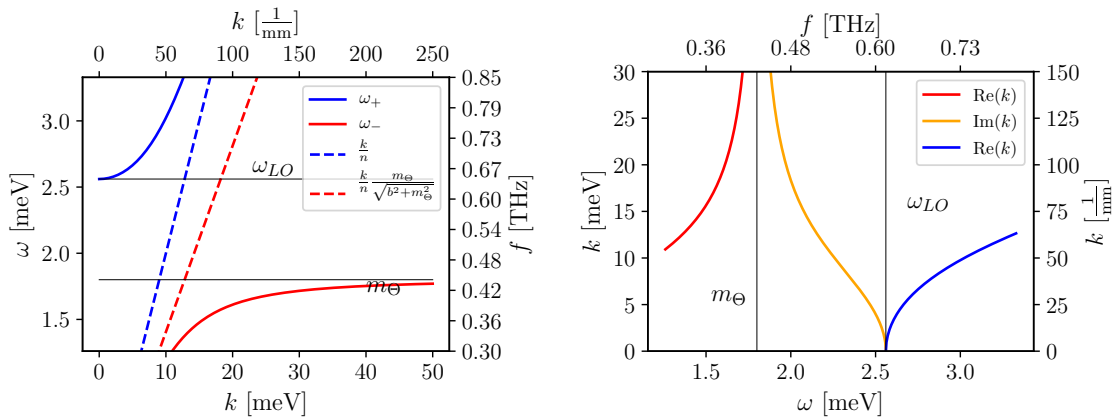 k [1/mm]
0 50 100 150 200 250
ω [meV]
3.0
2.5
2.0
1.5
ω₊
ω₋
k/n
k/n m_Θ/√(b²+m_Θ²)
ω_LO
m_Θ
0.85
0.79
0.73
0.67
0.60
0.54
0.48
0.42
0.36
0.30
f [THz]
0 10 20 30 40 50
k [meV]
f [THz]
0.36 0.48 0.60 0.73
k [meV]
30
25
20
15
10
5
0
Re(k)
Im(k)
Re(k)
ω_LO
m_Θ
150
125
100
75
50
25
0
k [1/mm]
1.5 2.0 2.5 3.0
ω [meV]